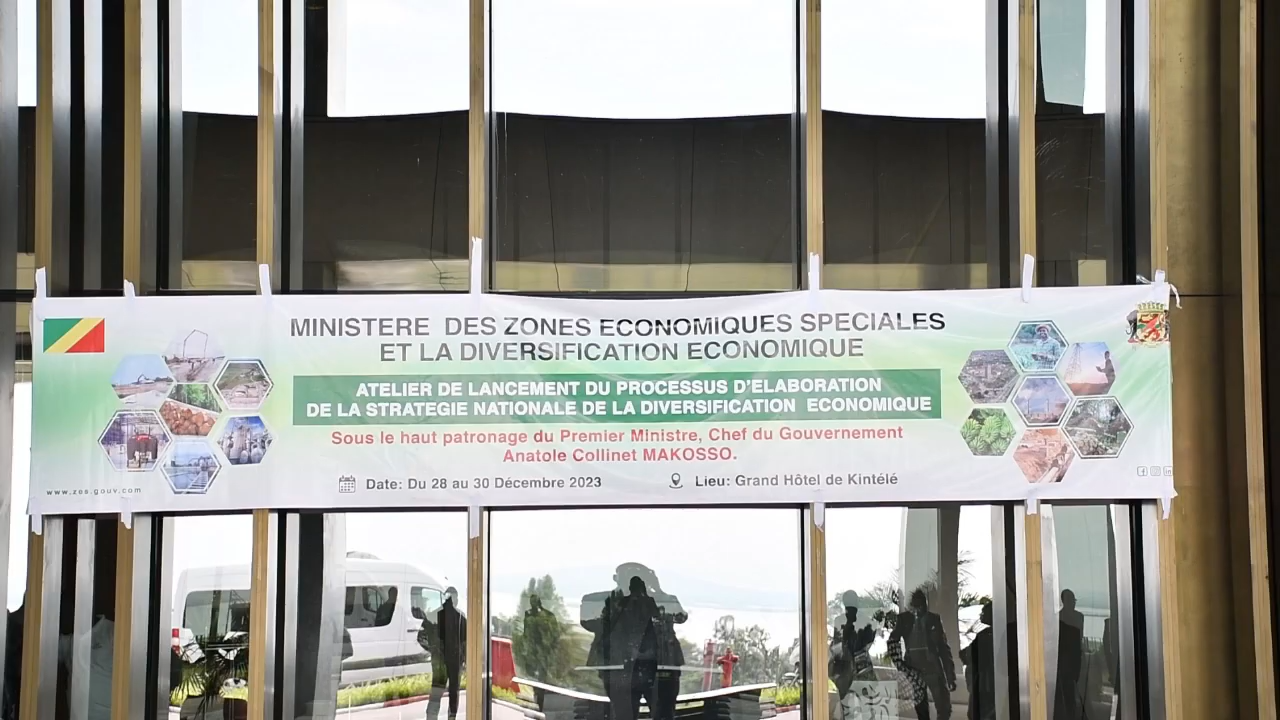 MINISTERE DES ZONES ECONOMIQUES SPECIALES
ET LA DIVERSIFICATION ECONOMIQUE
ATELIER DE LANCEMENT DU PROCESSUS D'ELABORATION
DE LA STRATEGIE NATIONALE DE LA DIVERSIFICATION ECONOMIQUE
Sous le haut patronage du Premier Ministre, Chef du Gouvernement
Anatole Collinet MAKOSSO.
Date: Du 28 au 30 Décembre 2023
Lieu: Grand Hôtel de Kintélé
www.zes.gouv.com